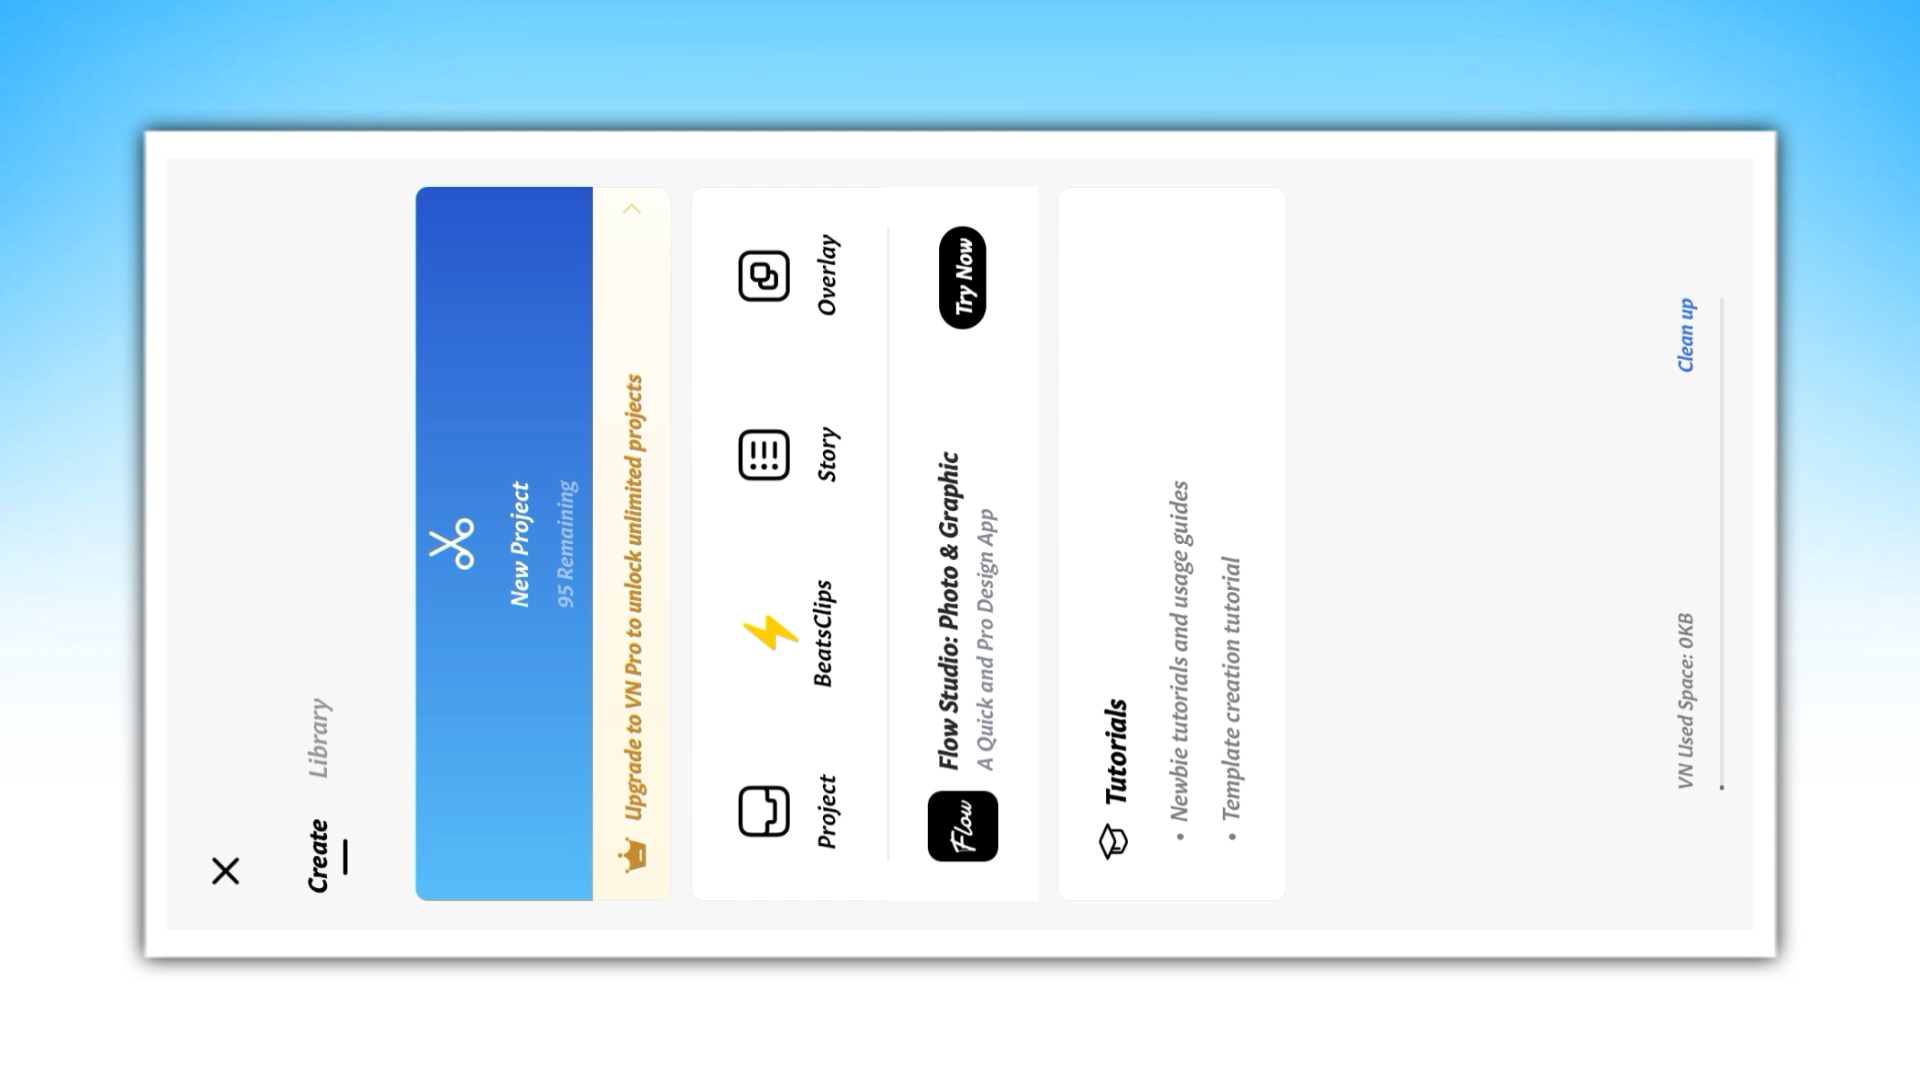 Create
Library
New Project
95 Remaining
Upgrade to VN Pro to unlock unlimited projects
Project
BeatsClips
Story
Overlay
Flow
Flow Studio: Photo & Graphic
A Quick and Pro Design App
Try Now
Tutorials
• Newbie tutorials and usage guides
• Template creation tutorial
VN Used Space: 0KB
Clean up